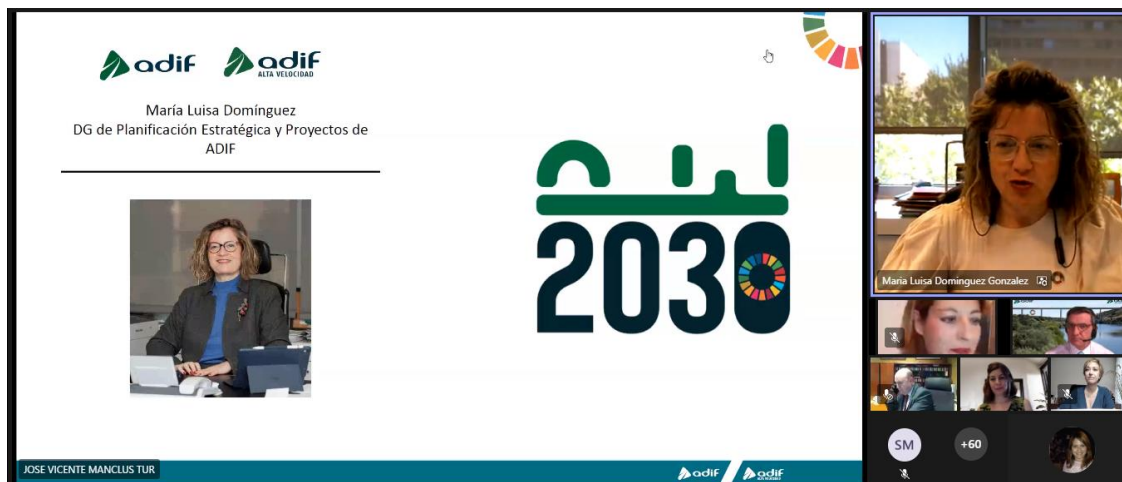 adif
adif
ALTA VELOCIDAD
María Luisa Domínguez
DG de Planificación Estratégica y Proyectos de
ADIF
2030
JOSE VICENTE MANCLUS TUR
adif
adif
Maria Luisa Dominguez Gonzalez
SM
+60